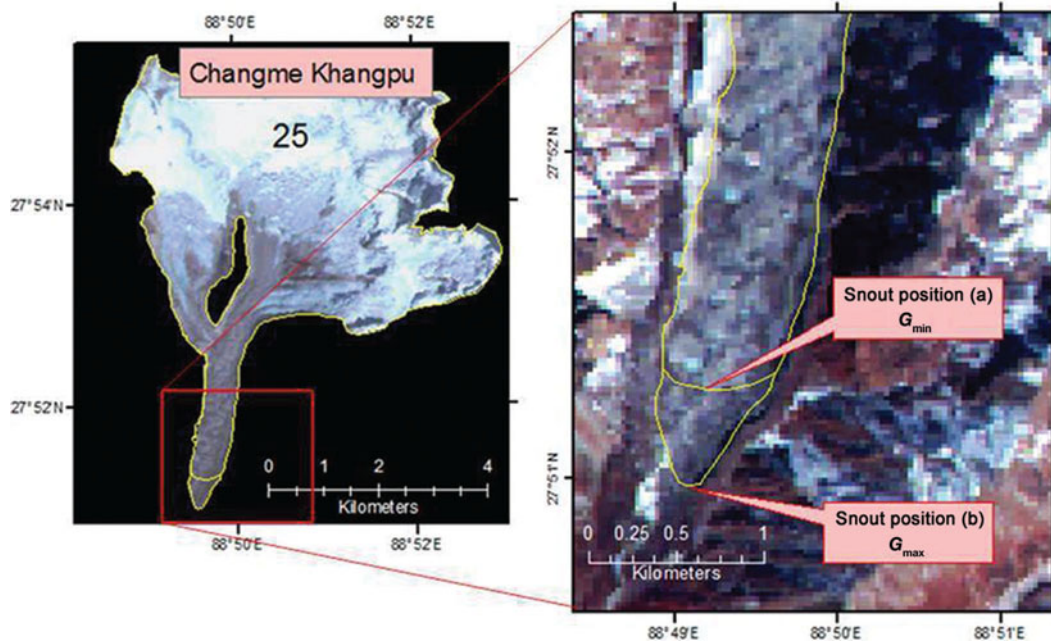 88°50'E 88°52'E
Changme Khangpu
25
27°54'N
27°52'N
0 1 2 4
Kilometers
88°50'E 88°52'E
27°52'N
27°51'N
Snout position (a)
Gmin
Snout position (b)
Gmax
0 0.25 0.5 1
Kilometers
88°49'E 88°50'E 88°51'E